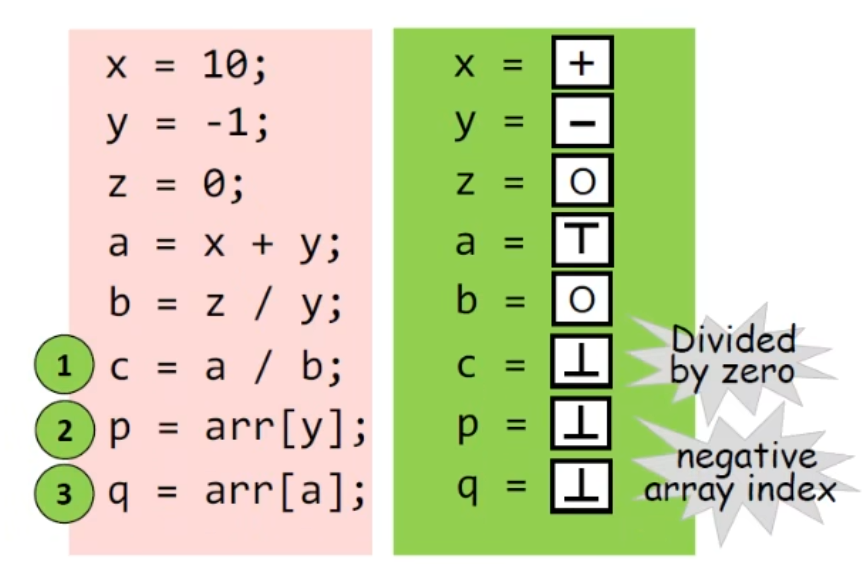 x = 10;
y = -1;
z = 0;
a = x + y;
b = z / y;
1 c = a / b;
2 p = arr[y];
3 q = arr[a];
x = +
y = −
z = O
a = ⊤
b = O
c = ⊥
p = ⊥
q = ⊥
Divided
by zero
negative
array index